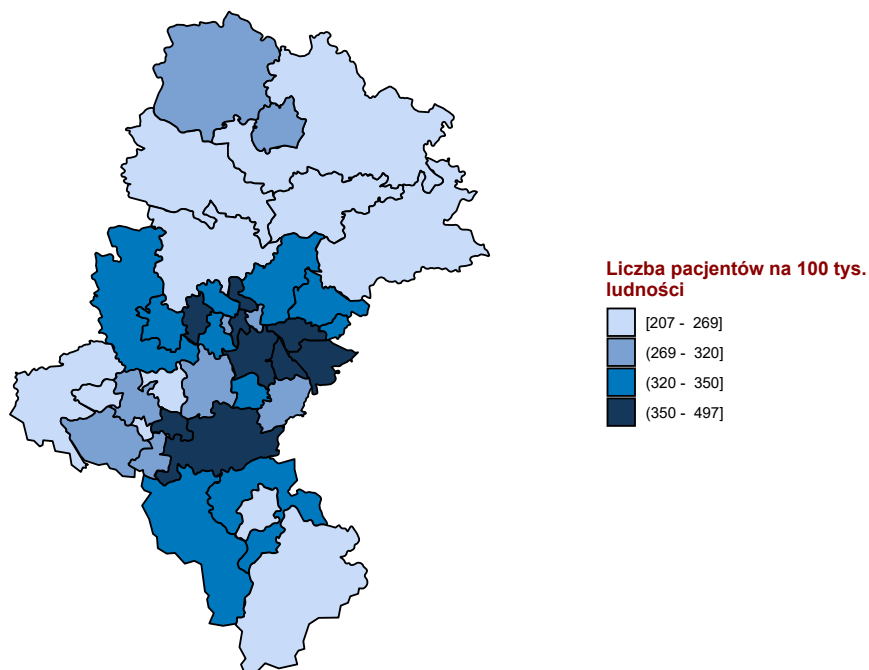 Liczba pacjentów na 100 tys.
ludności
[207 - 269]
(269 - 320]
(320 - 350]
(350 - 497]